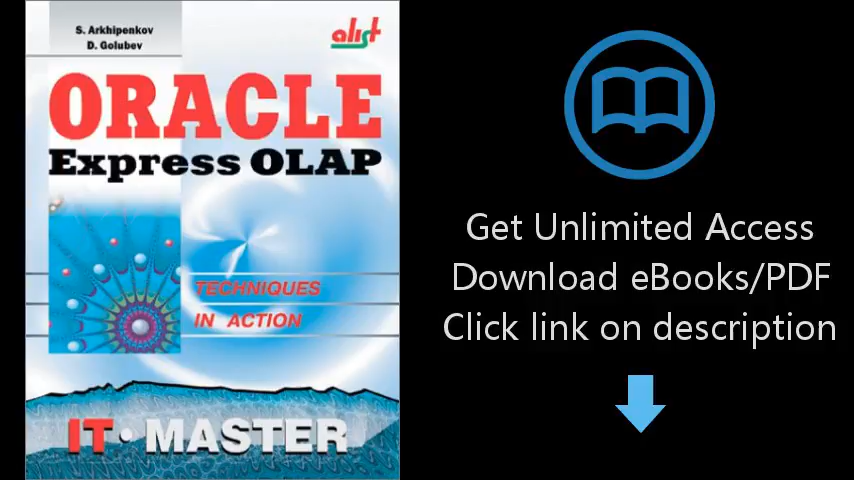 S. Arkhipenkov
D. Golubev
alist
ORACLE
Express OLAP
TECHNIQUES
IN ACTION
IT • MASTER
Get Unlimited Access
Download eBooks/PDF
Click link on description